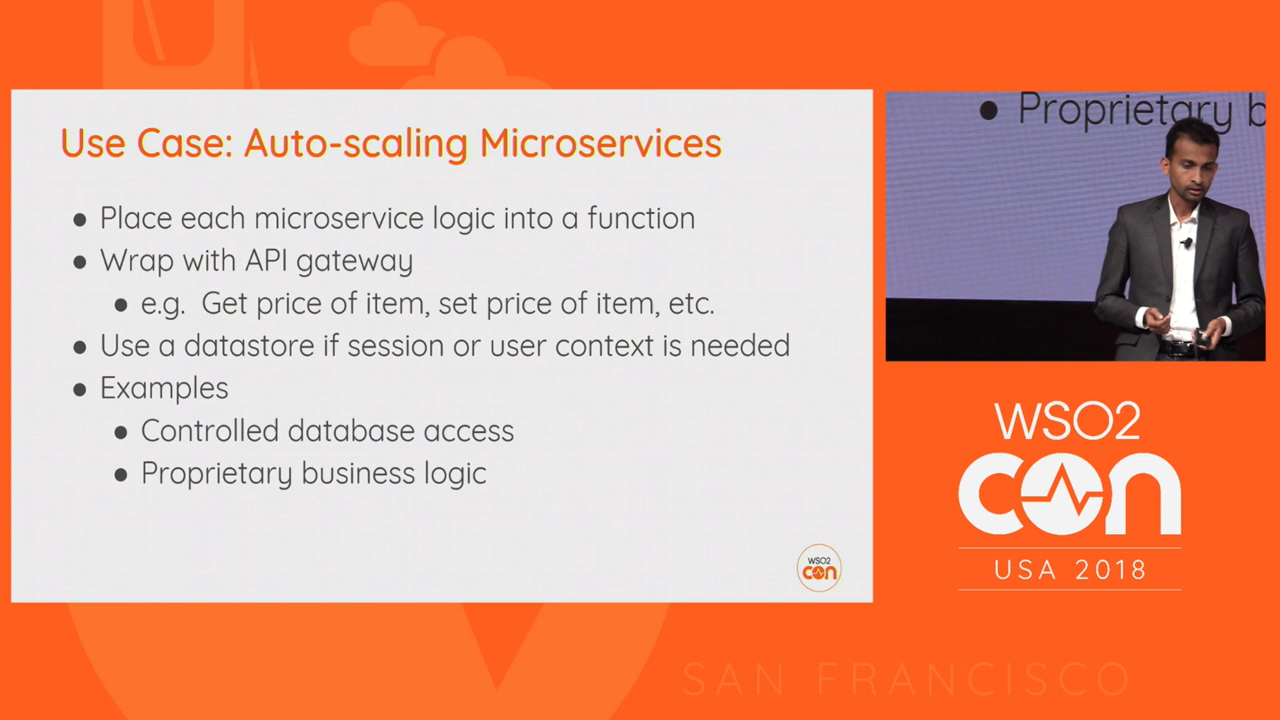 Use Case: Auto-scaling Microservices
● Place each microservice logic into a function
● Wrap with API gateway
● e.g. Get price of item, set price of item, etc.
● Use a datastore if session or user context is needed
● Examples
● Controlled database access
● Proprietary business logic
WSO2
con
● Proprietary b
WSO2
con
USA 2018
SAN FRANCISCO